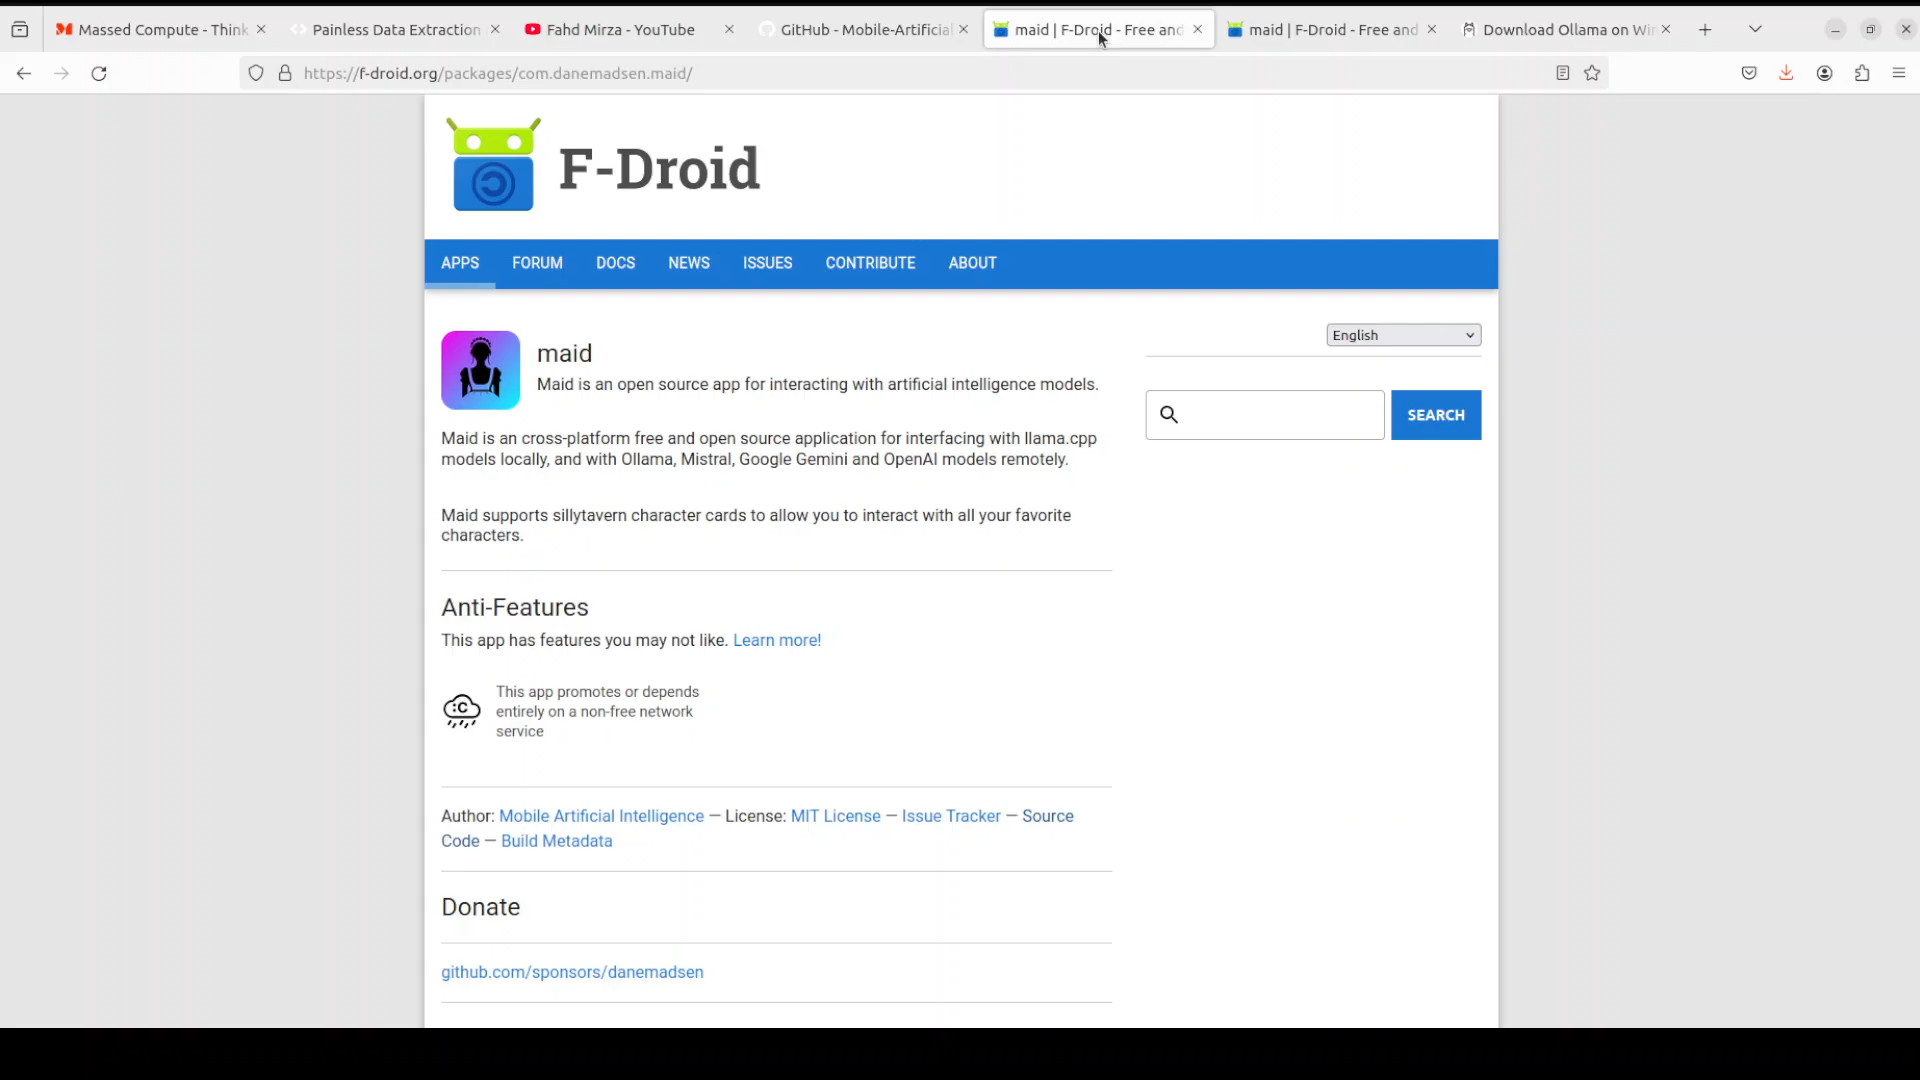 Massed Compute - Think
Painless Data Extraction
Fahd Mirza - YouTube
GitHub - Mobile-Artificial
maid | F-Droid - Free and
maid | F-Droid - Free and
Download Ollama on Wi
https://f-droid.org/packages/com.danemadsen.maid/
F-Droid
APPS FORUM DOCS NEWS ISSUES CONTRIBUTE ABOUT
English
maid
Maid is an open source app for interacting with artificial intelligence models.
SEARCH
Maid is an cross-platform free and open source application for interfacing with llama.cpp
models locally, and with Ollama, Mistral, Google Gemini and OpenAI models remotely.
Maid supports sillytavern character cards to allow you to interact with all your favorite
characters.
Anti-Features
This app has features you may not like. Learn more!
This app promotes or depends
entirely on a non-free network
service
Author: Mobile Artificial Intelligence — License: MIT License — Issue Tracker — Source
Code — Build Metadata
Donate
github.com/sponsors/danemadsen